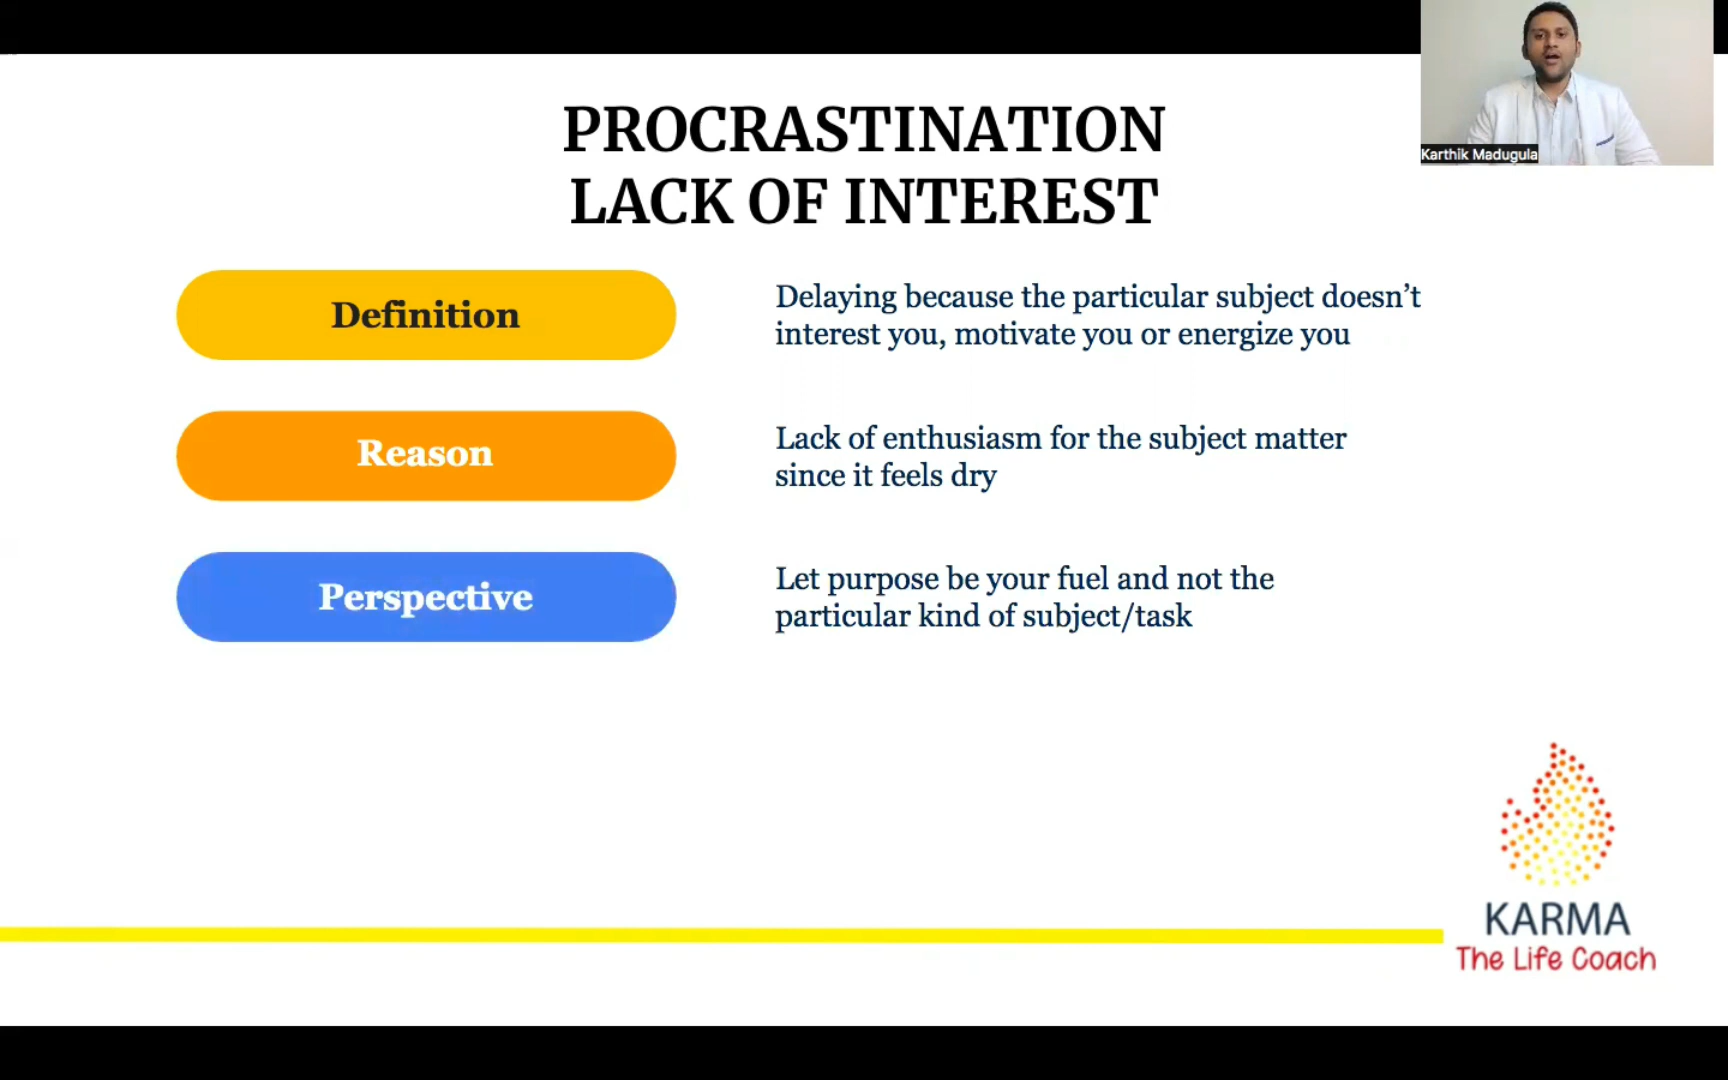 PROCRASTINATION
LACK OF INTEREST
Karthik Madugula
Definition
Delaying because the particular subject doesn’t
interest you, motivate you or energize you
Reason
Lack of enthusiasm for the subject matter
since it feels dry
Perspective
Let purpose be your fuel and not the
particular kind of subject/task
KARMA
The Life Coach